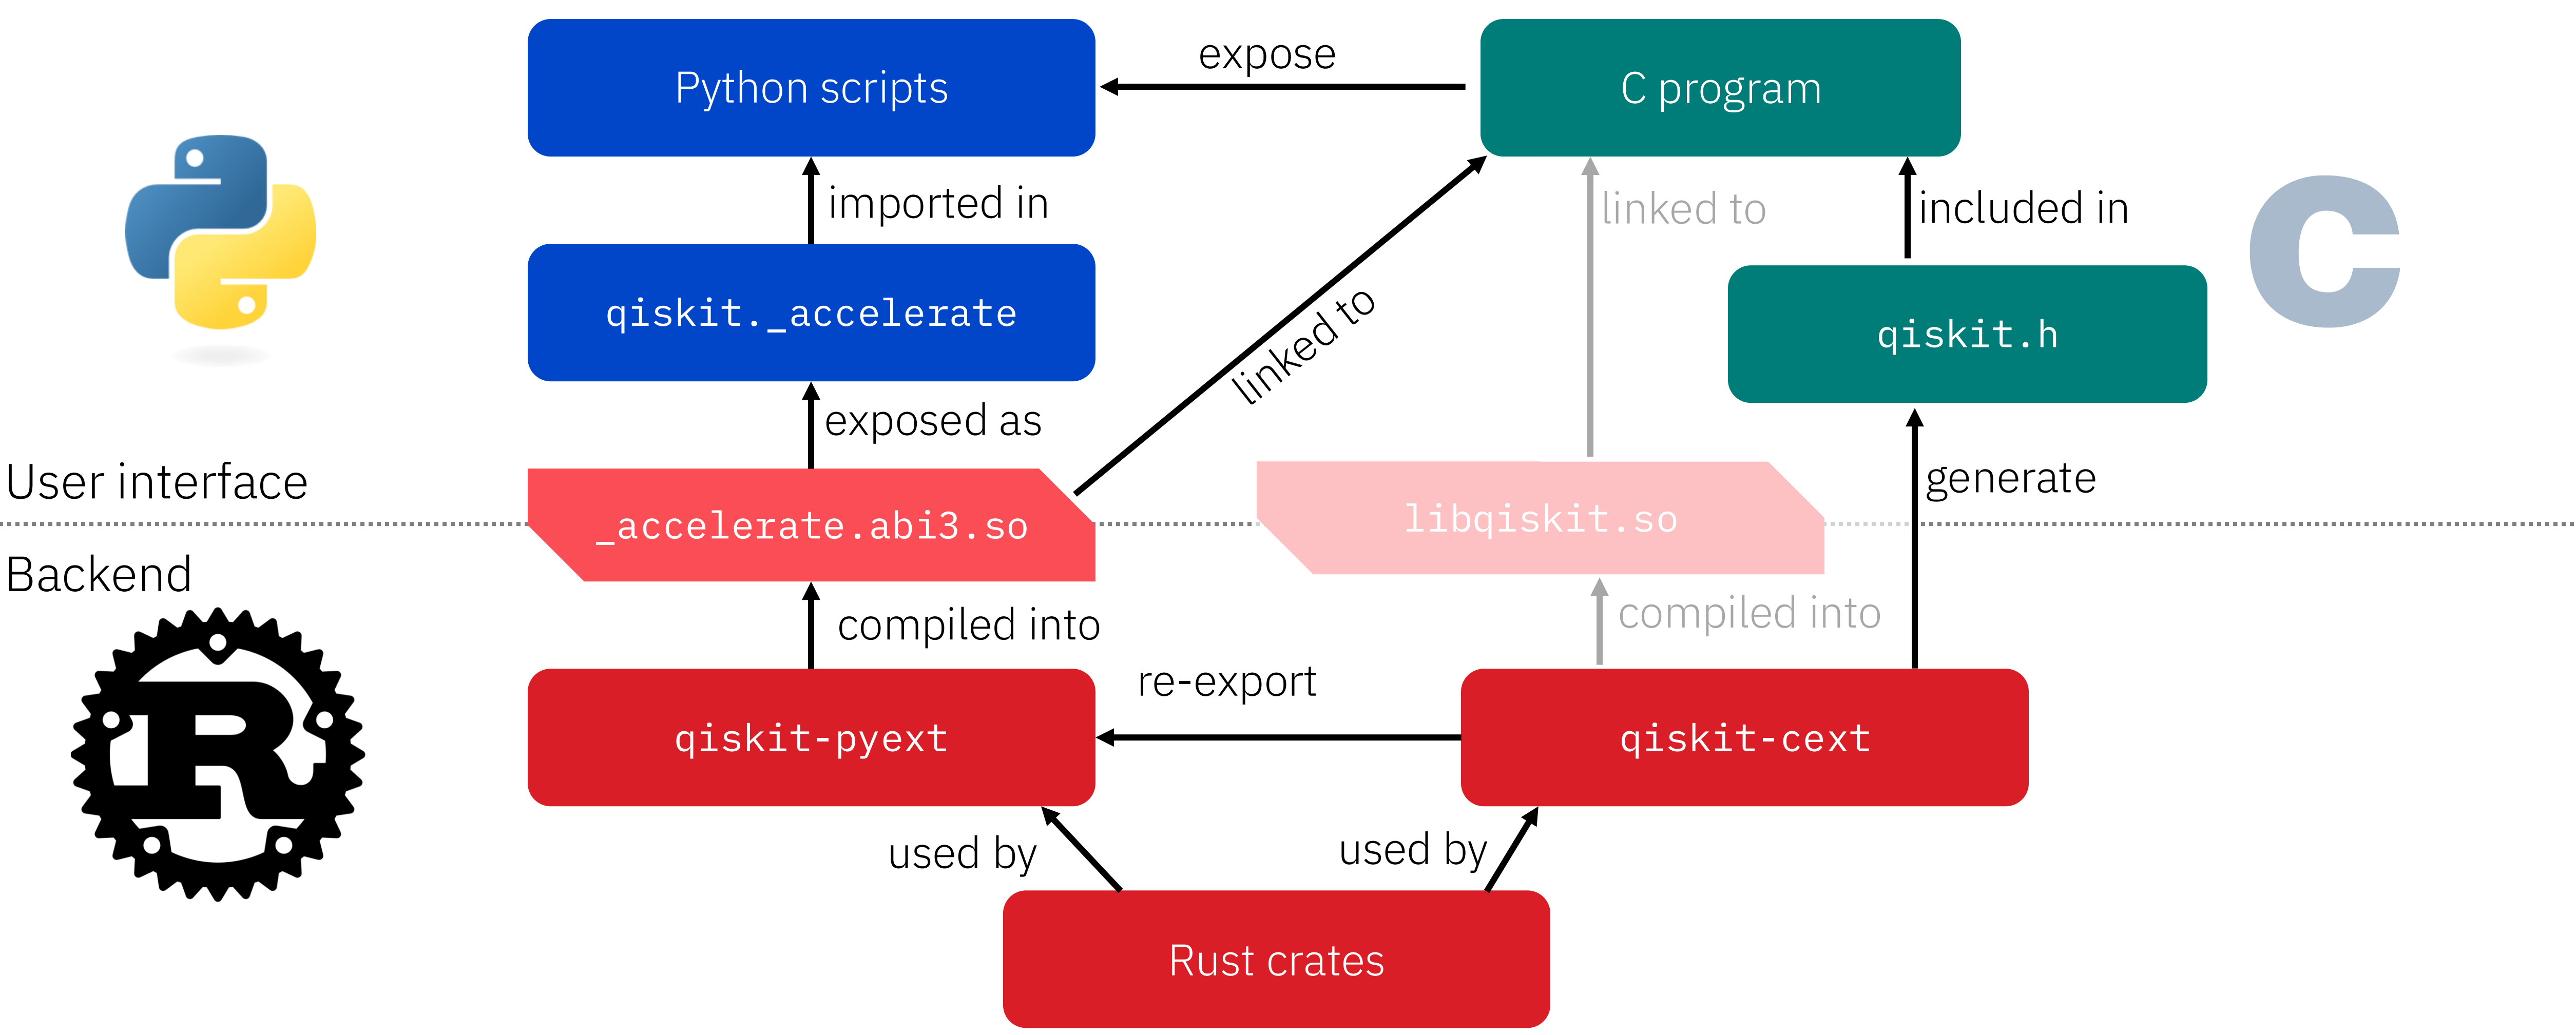 Python scripts
expose
C program
imported in
linked to
included in
qiskit._accelerate
qiskit.h
linked to
exposed as
generate
User interface
_accelerate.abi3.so
libqiskit.so
Backend
compiled into
compiled into
re-export
qiskit-pyext
qiskit-cext
used by
used by
Rust crates
C
R